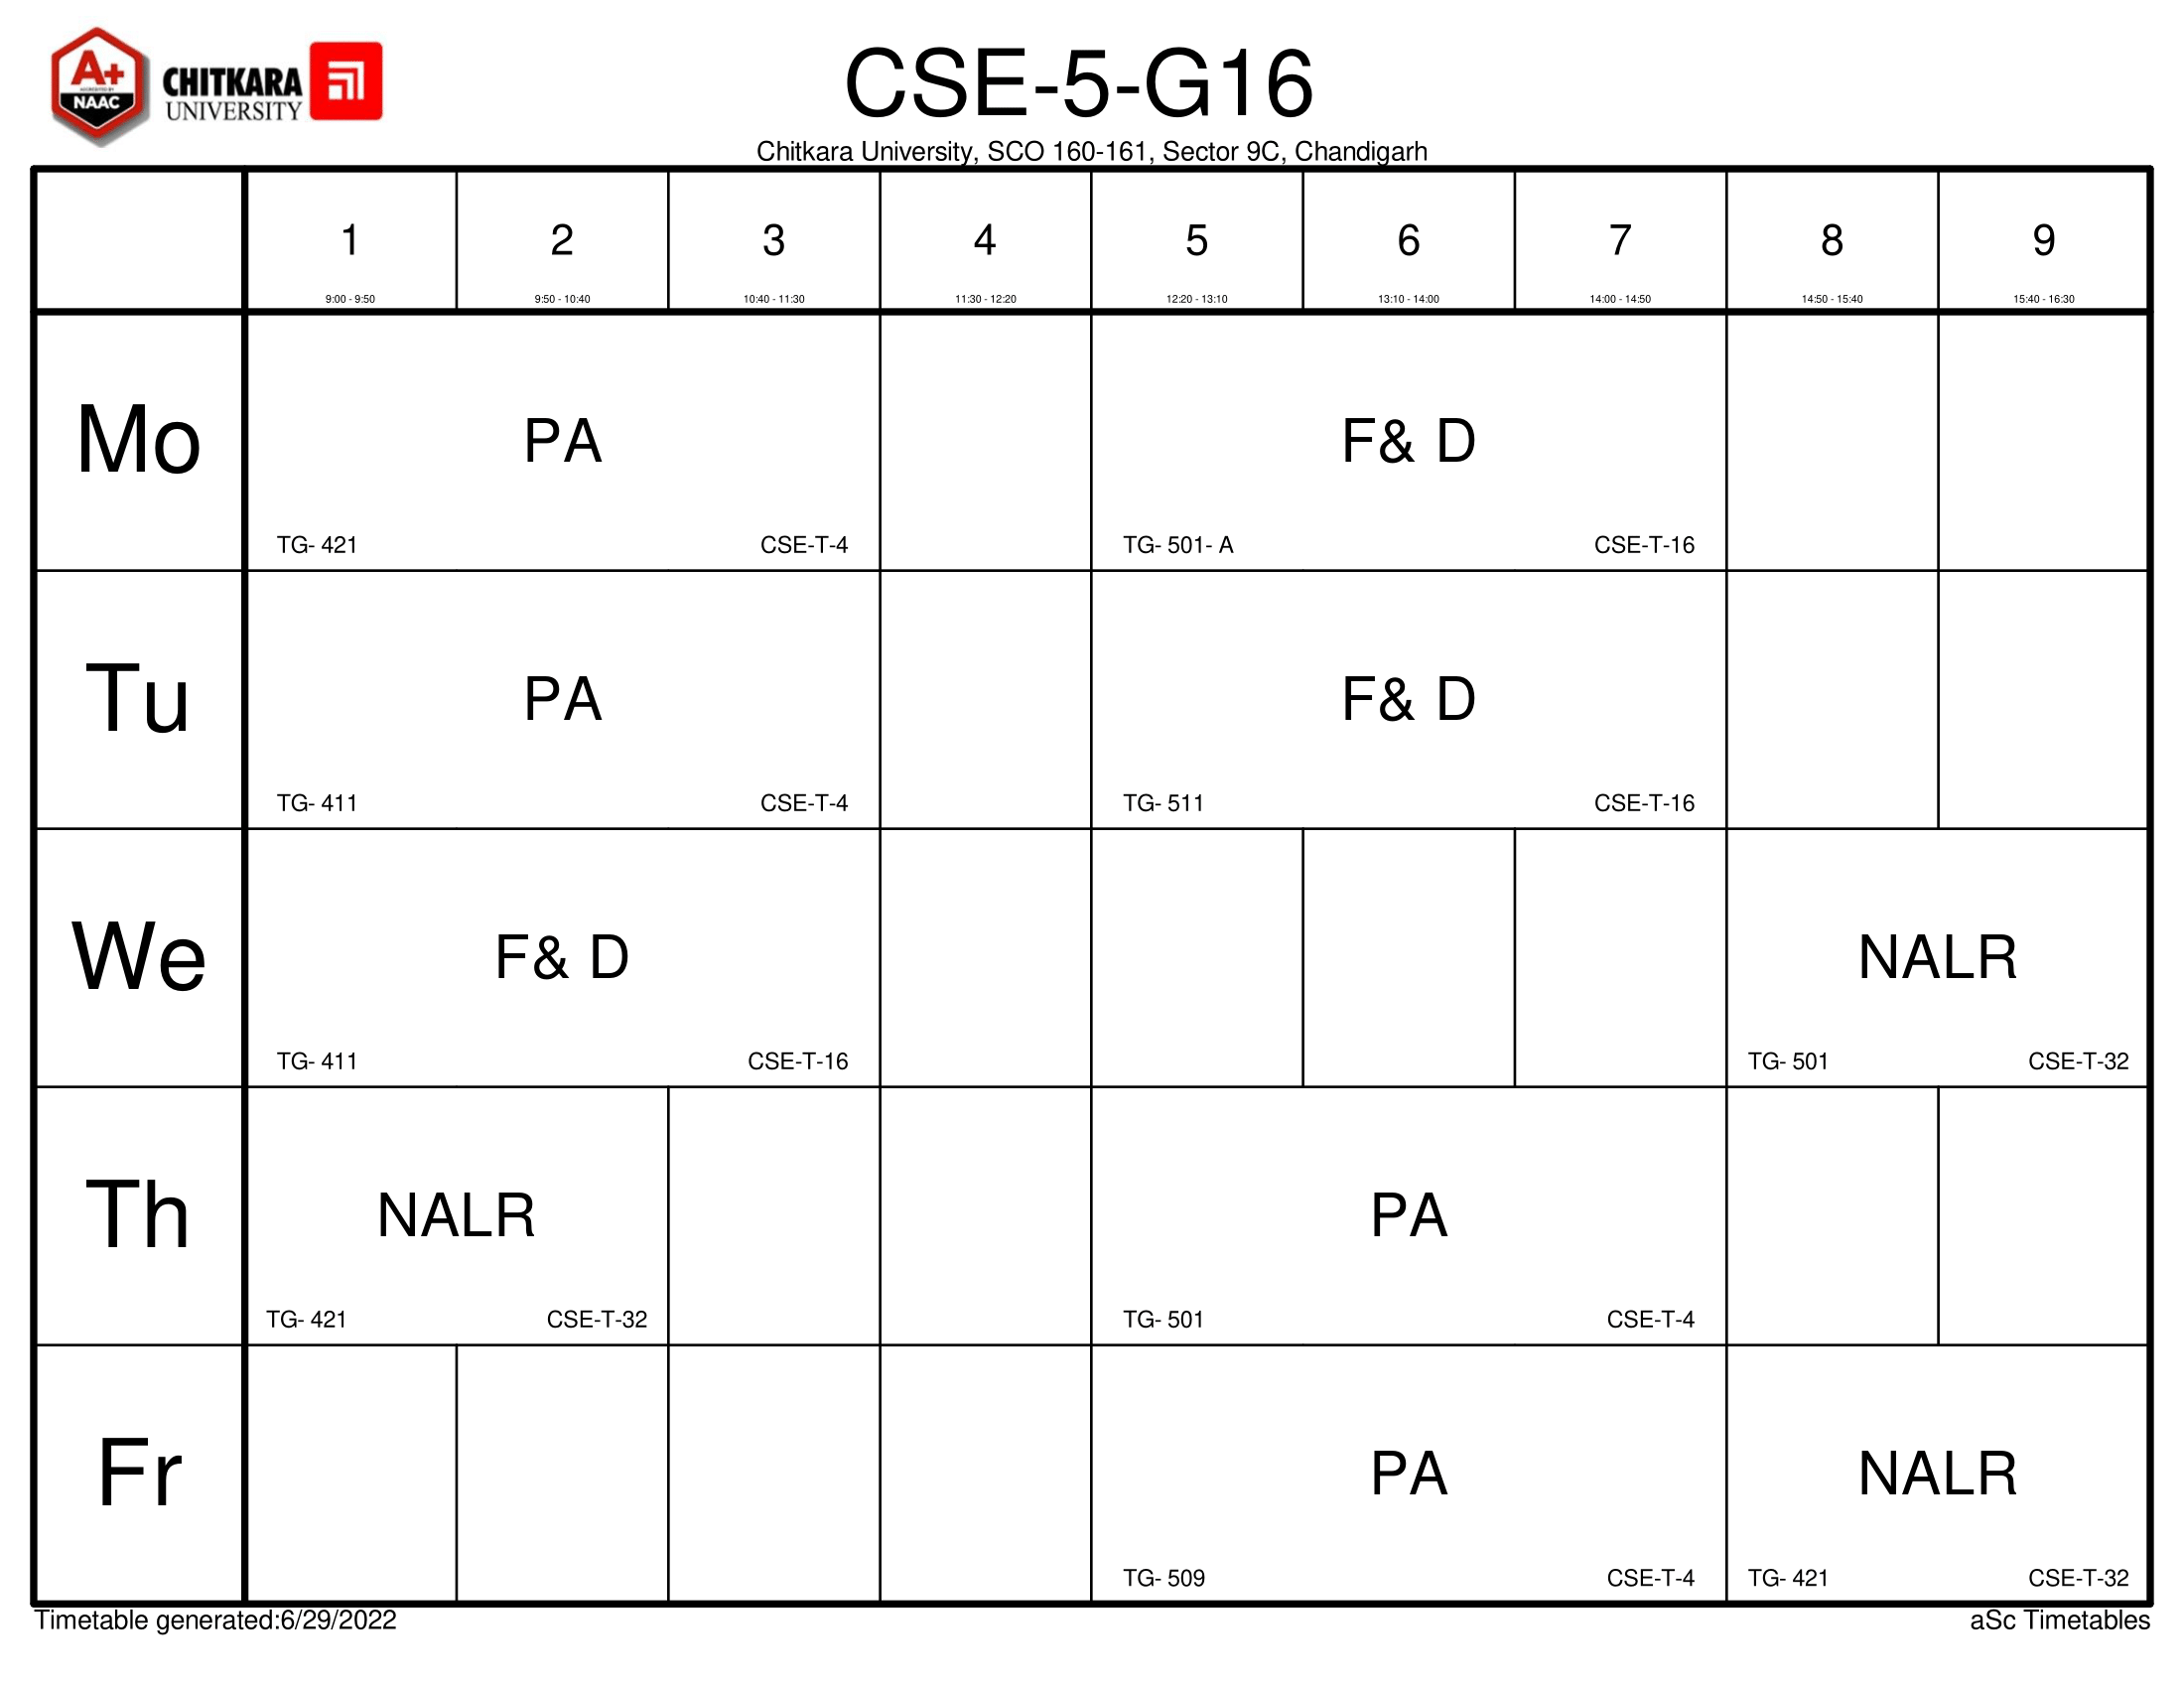 A+
ACCREDITED BY
NAAC
CHITKARA
UNIVERSITY
CSE-5-G16
Chitkara University, SCO 160-161, Sector 9C, Chandigarh
1 2 3 4 5 6 7 8 9
9:00 - 9:50 9:50 - 10:40 10:40 - 11:30 11:30 - 12:20 12:20 - 13:10 13:10 - 14:00 14:00 - 14:50 14:50 - 15:40 15:40 - 16:30
Mo PA F& D
TG- 421 CSE-T-4 TG- 501- A CSE-T-16
Tu PA F& D
TG- 411 CSE-T-4 TG- 511 CSE-T-16
We F& D NALR
TG- 411 CSE-T-16 TG- 501 CSE-T-32
Th NALR PA
TG- 421 CSE-T-32 TG- 501 CSE-T-4
Fr PA NALR
TG- 509 CSE-T-4 TG- 421 CSE-T-32
Timetable generated:6/29/2022 aSc Timetables